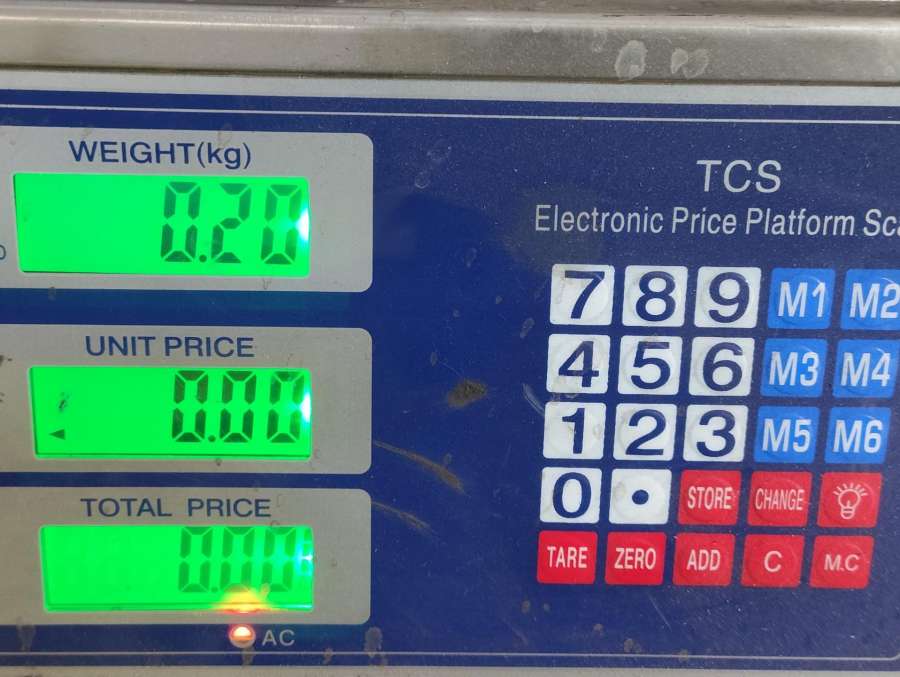 WEIGHT(kg)
0.20
UNIT PRICE
0.00
TOTAL PRICE
0.00
AC
TCS
Electronic Price Platform
7 8 9 M1 M2
4 5 6 M3 M4
1 2 3 M5 M6
0 . STORE CHANGE
TARE ZERO ADD C M.C